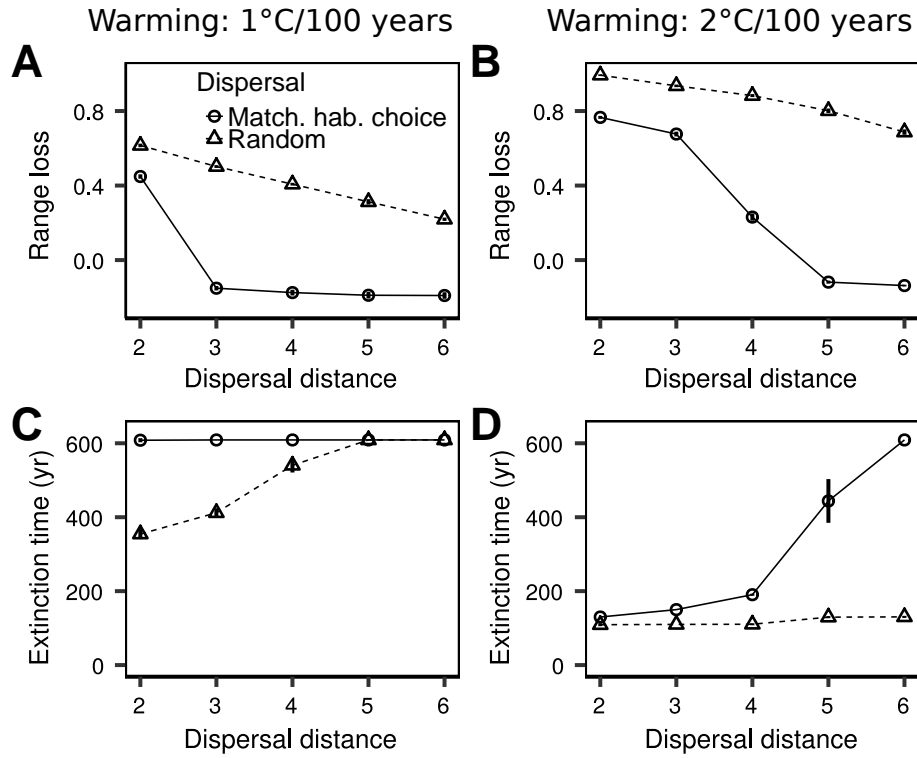 Warming: 1°C/100 years
Warming: 2°C/100 years
A
Range loss
0.8
0.4
0.0
Dispersal
Match. hab. choice
Random
2 3 4 5 6
Dispersal distance
B
Range loss
0.8
0.4
0.0
2 3 4 5 6
Dispersal distance
C
Extinction time (yr)
600
400
200
0
2 3 4 5 6
Dispersal distance
D
Extinction time (yr)
600
400
200
0
2 3 4 5 6
Dispersal distance